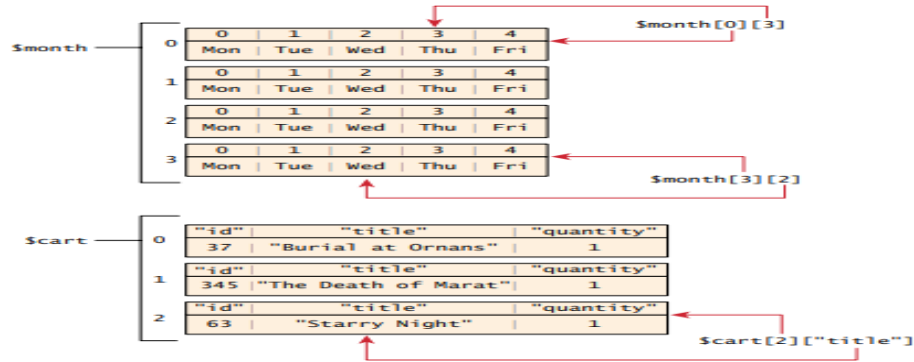 $month[0][3]
$month
0
0 | 1 | 2 | 3 | 4
Mon | Tue | Wed | Thu | Fri
1
0 | 1 | 2 | 3 | 4
Mon | Tue | Wed | Thu | Fri
2
0 | 1 | 2 | 3 | 4
Mon | Tue | Wed | Thu | Fri
3
0 | 1 | 2 | 3 | 4
Mon | Tue | Wed | Thu | Fri
$month[3][2]
$cart
0
"id" | "title" | "quantity"
37 | "Burial at Ornans" | 1
1
"id" | "title" | "quantity"
345 | "The Death of Marat" | 1
2
"id" | "title" | "quantity"
63 | "Starry Night" | 1
$cart[2]["title"]